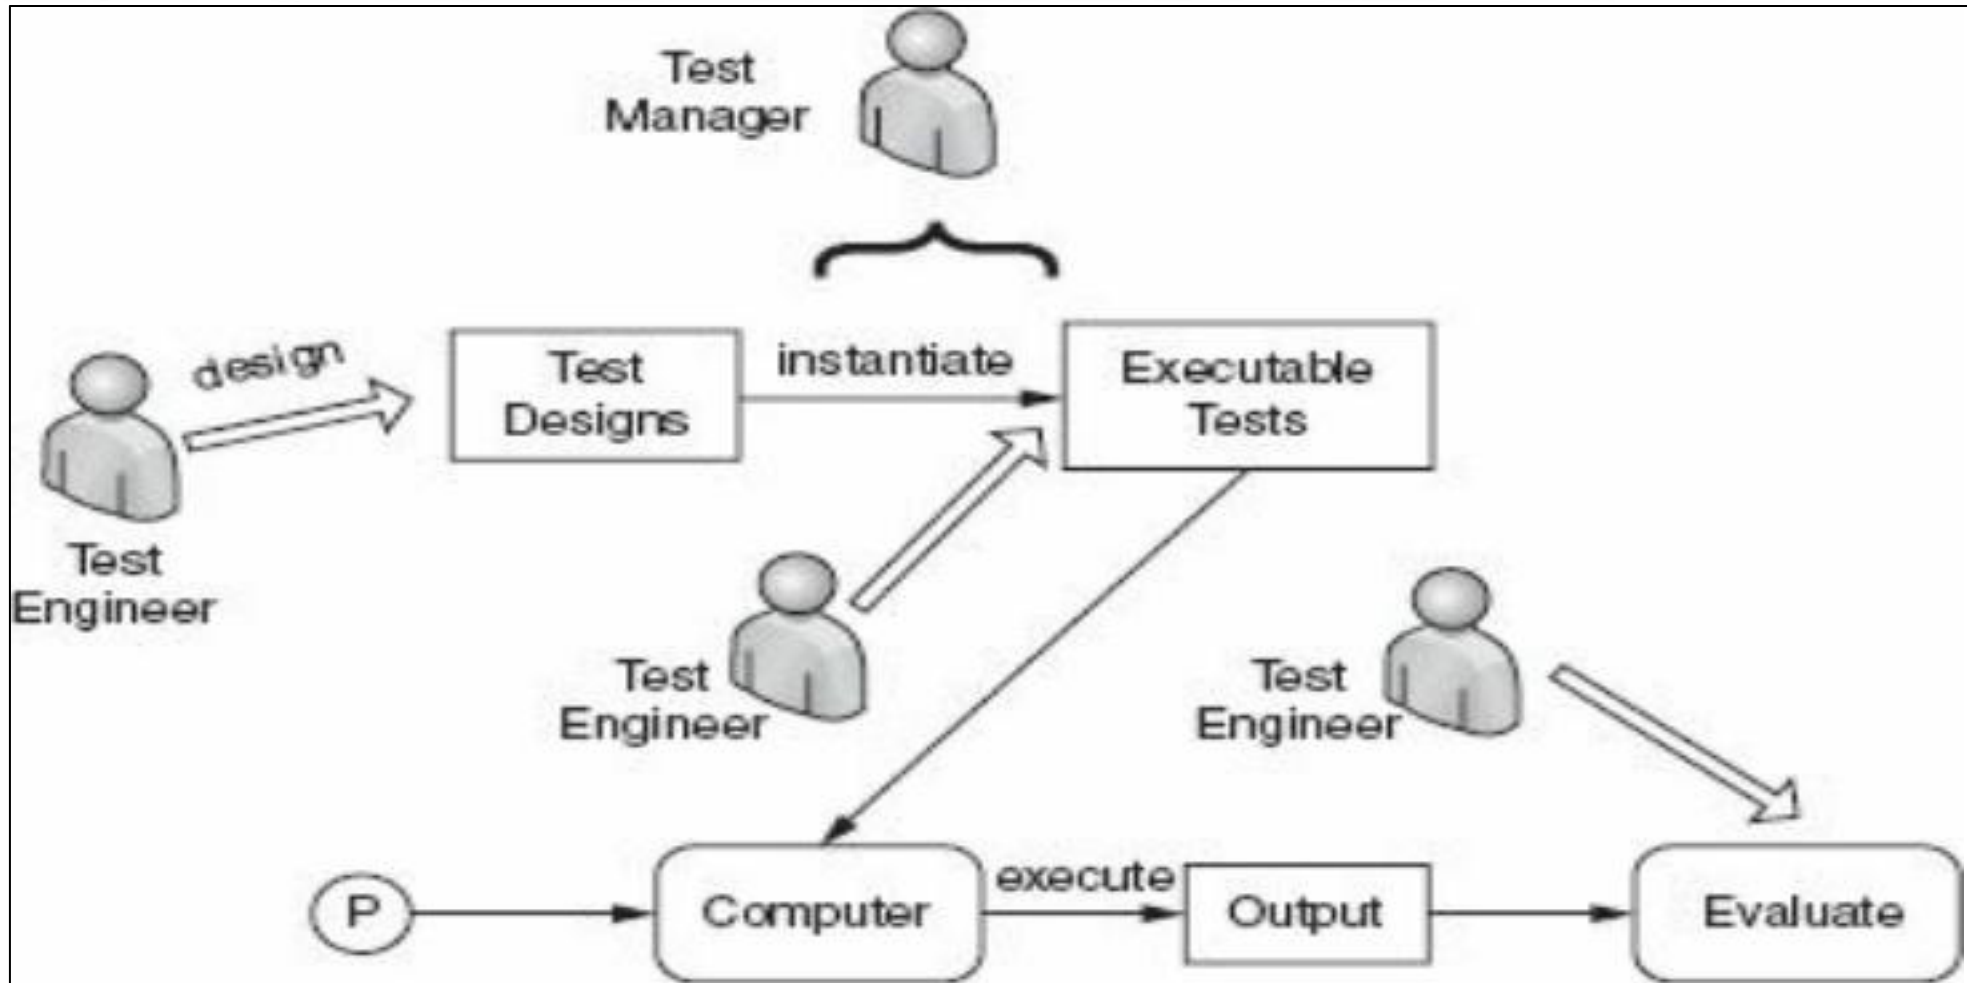 Test
Manager
design
Test
Designs
instantiate
Executable
Tests
Test
Engineer
Test
Engineer
Test
Engineer
P
Computer
execute
Output
Evaluate